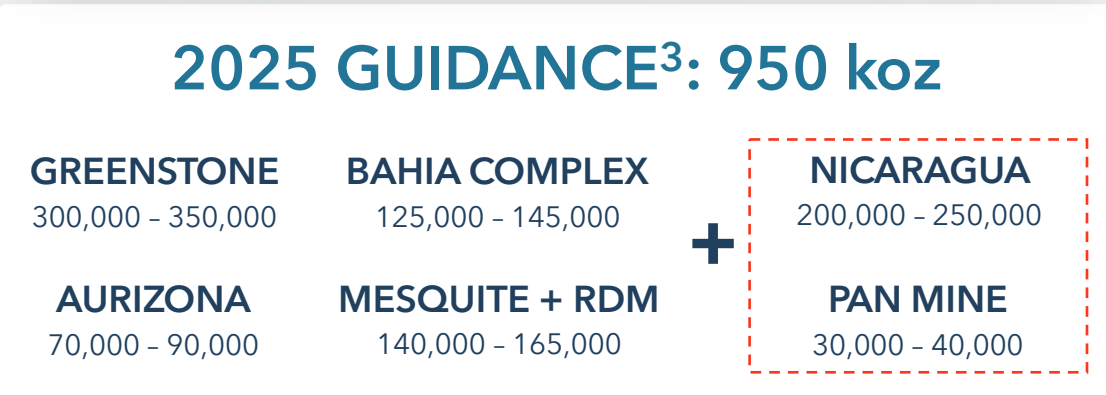 2025 GUIDANCE³: 950 koz
GREENSTONE
300,000 – 350,000
BAHIA COMPLEX
125,000 – 145,000
AURIZONA
70,000 – 90,000
MESQUITE + RDM
140,000 – 165,000
+
NICARAGUA
200,000 – 250,000
PAN MINE
30,000 – 40,000